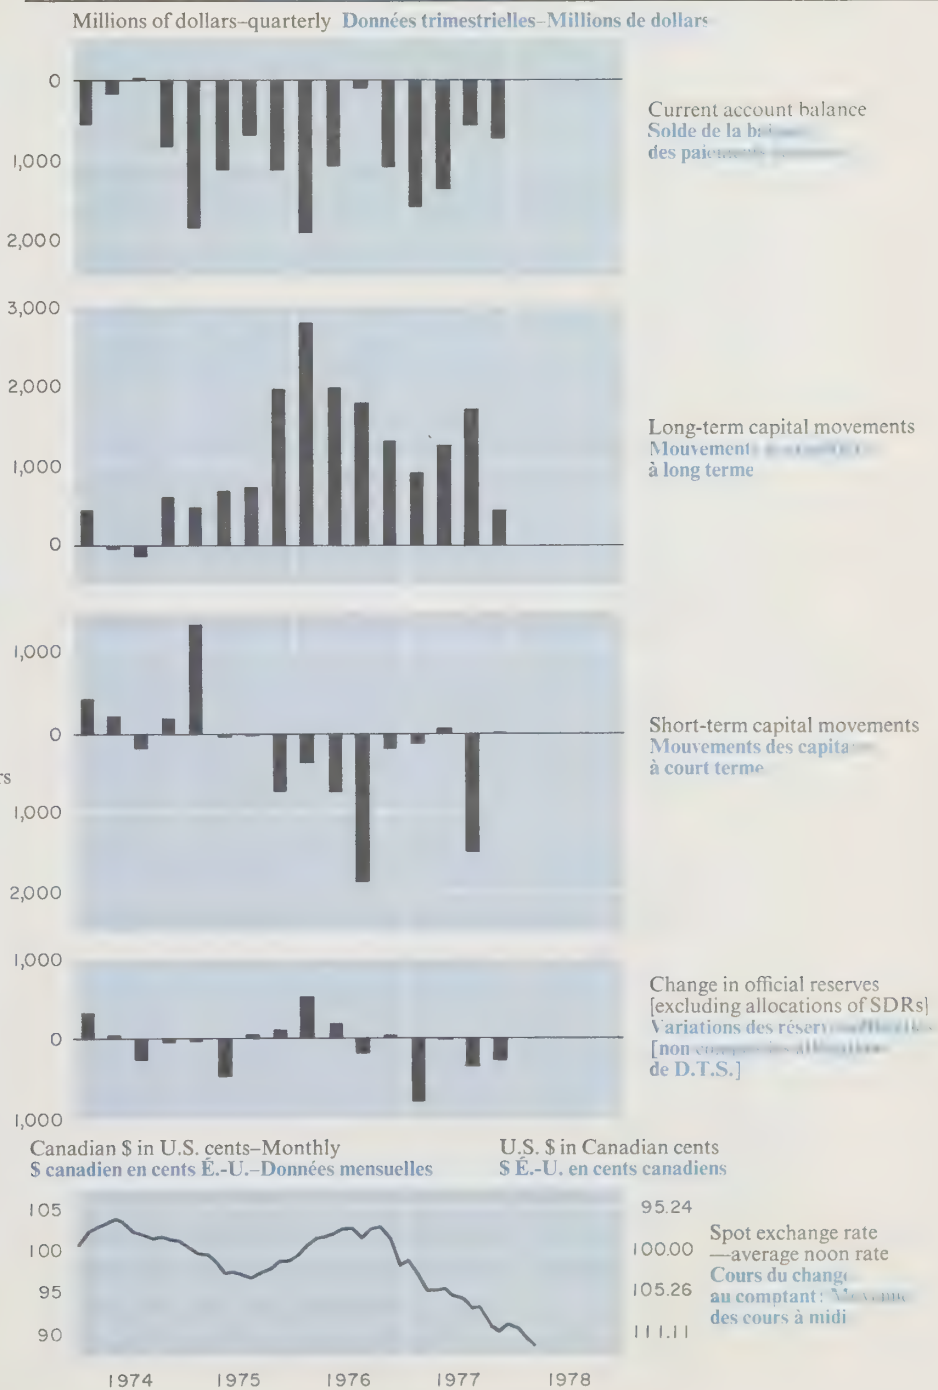 Millions of dollars–quarterly Données trimestrielles–Millions de dollars
0
1,000
2,000
Current account balance
Solde de la
des
3,000
2,000
1,000
0
Long-term capital movements
à long terme
1,000
0
1,000
2,000
rs
Short-term capital movements
Mouvements des
à court terme
1,000
0
1,000
Change in official reserves
[excluding allocations of SDRs]
Variations des
[non
de D.T.S.]
Canadian $ in U.S. cents–Monthly
$ canadien en cents É.-U.–Données mensuelles
U.S. $ in Canadian cents
$ É.-U. en cents canadiens
105
100
95
90
95.24
100.00
105.26
111.11
Spot exchange rate
—average noon rate
Cours du change
au comptant:
des cours à midi
1974 1975 1976 1977 1978